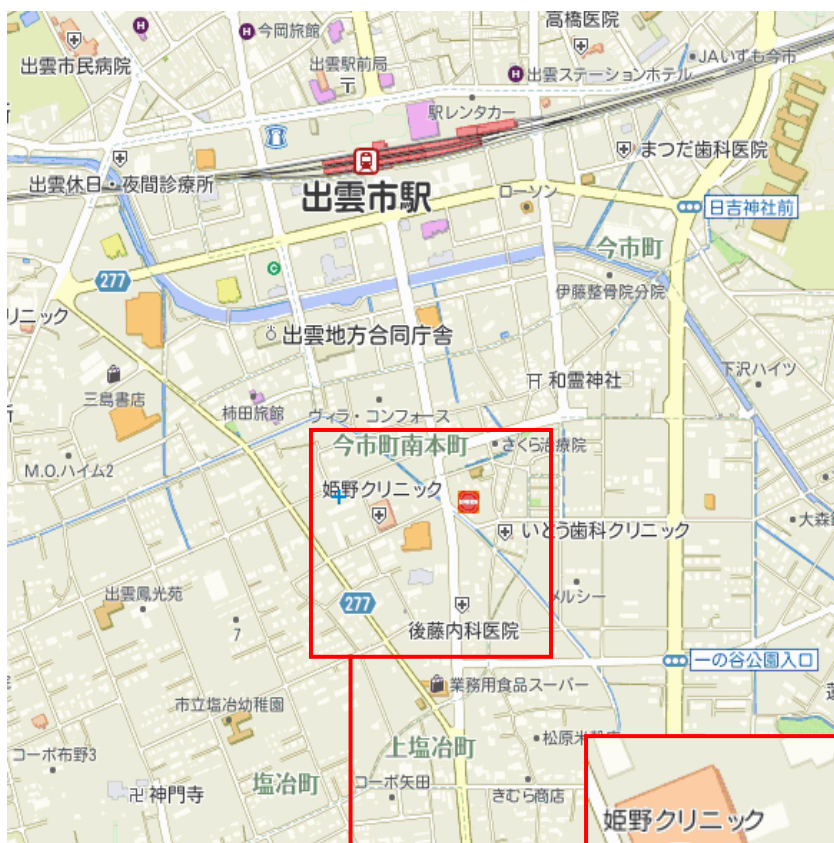 今岡旅館
高橋医院
出雲市民病院
出雲駅前局
JAいずも今市
出雲ステーションホテル
駅レンタカー
まつだ歯科医院
出雲休日・夜間診療所
出雲市駅
ローソン
日吉神社前
今市町
277
伊藤整骨院分院
リニック
出雲地方合同庁舎
下沢ハイツ
三島書店
和霊神社
柿田旅館
ヴィラ・コンフォース
今市町南本町
さくら治療院
M.O.ハイム2
姫野クリニック
いとう歯科クリニック
大森
出雲鳳光苑
277
メルシー
7
後藤内科医院
一の谷公園入口
業務用食品スーパー
市立塩冶幼稚園
上塩冶町
コーポ布野3
塩冶町
コーポ矢田
神門寺
きむら商店
姫野クリニック